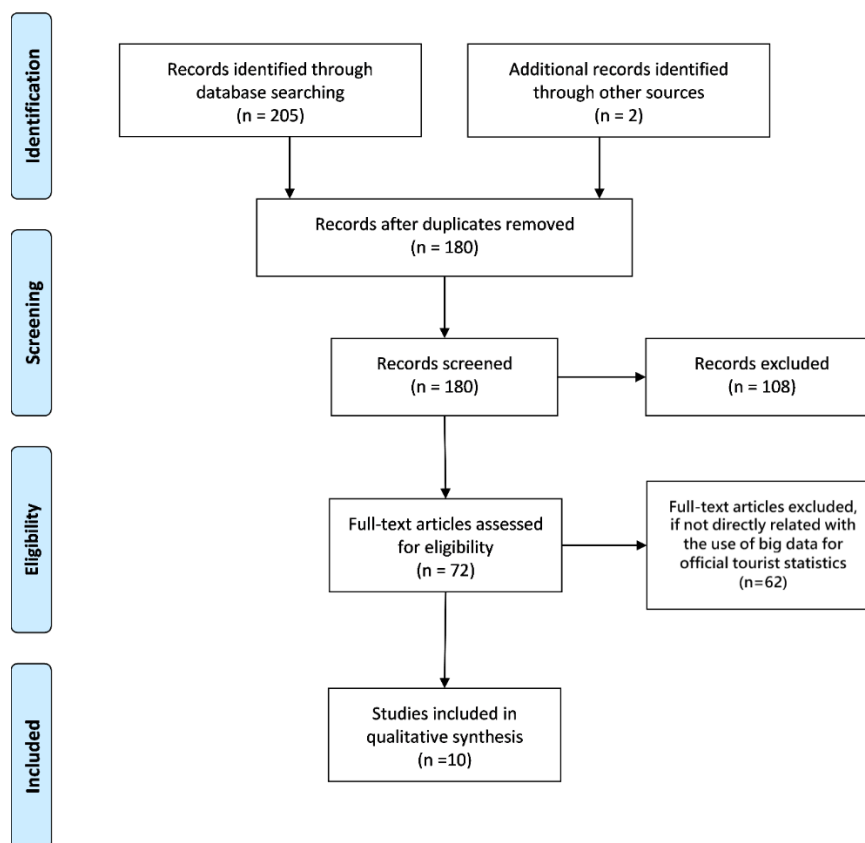 Identification
Records identified through
database searching
(n = 205)
Additional records identified
through other sources
(n = 2)
Records after duplicates removed
(n = 180)
Screening
Records screened
(n = 180)
Records excluded
(n = 108)
Eligibility
Full-text articles assessed
for eligibility
(n = 72)
Full-text articles excluded,
if not directly related with
the use of big data for
official tourist statistics
(n=62)
Included
Studies included in
qualitative synthesis
(n =10)